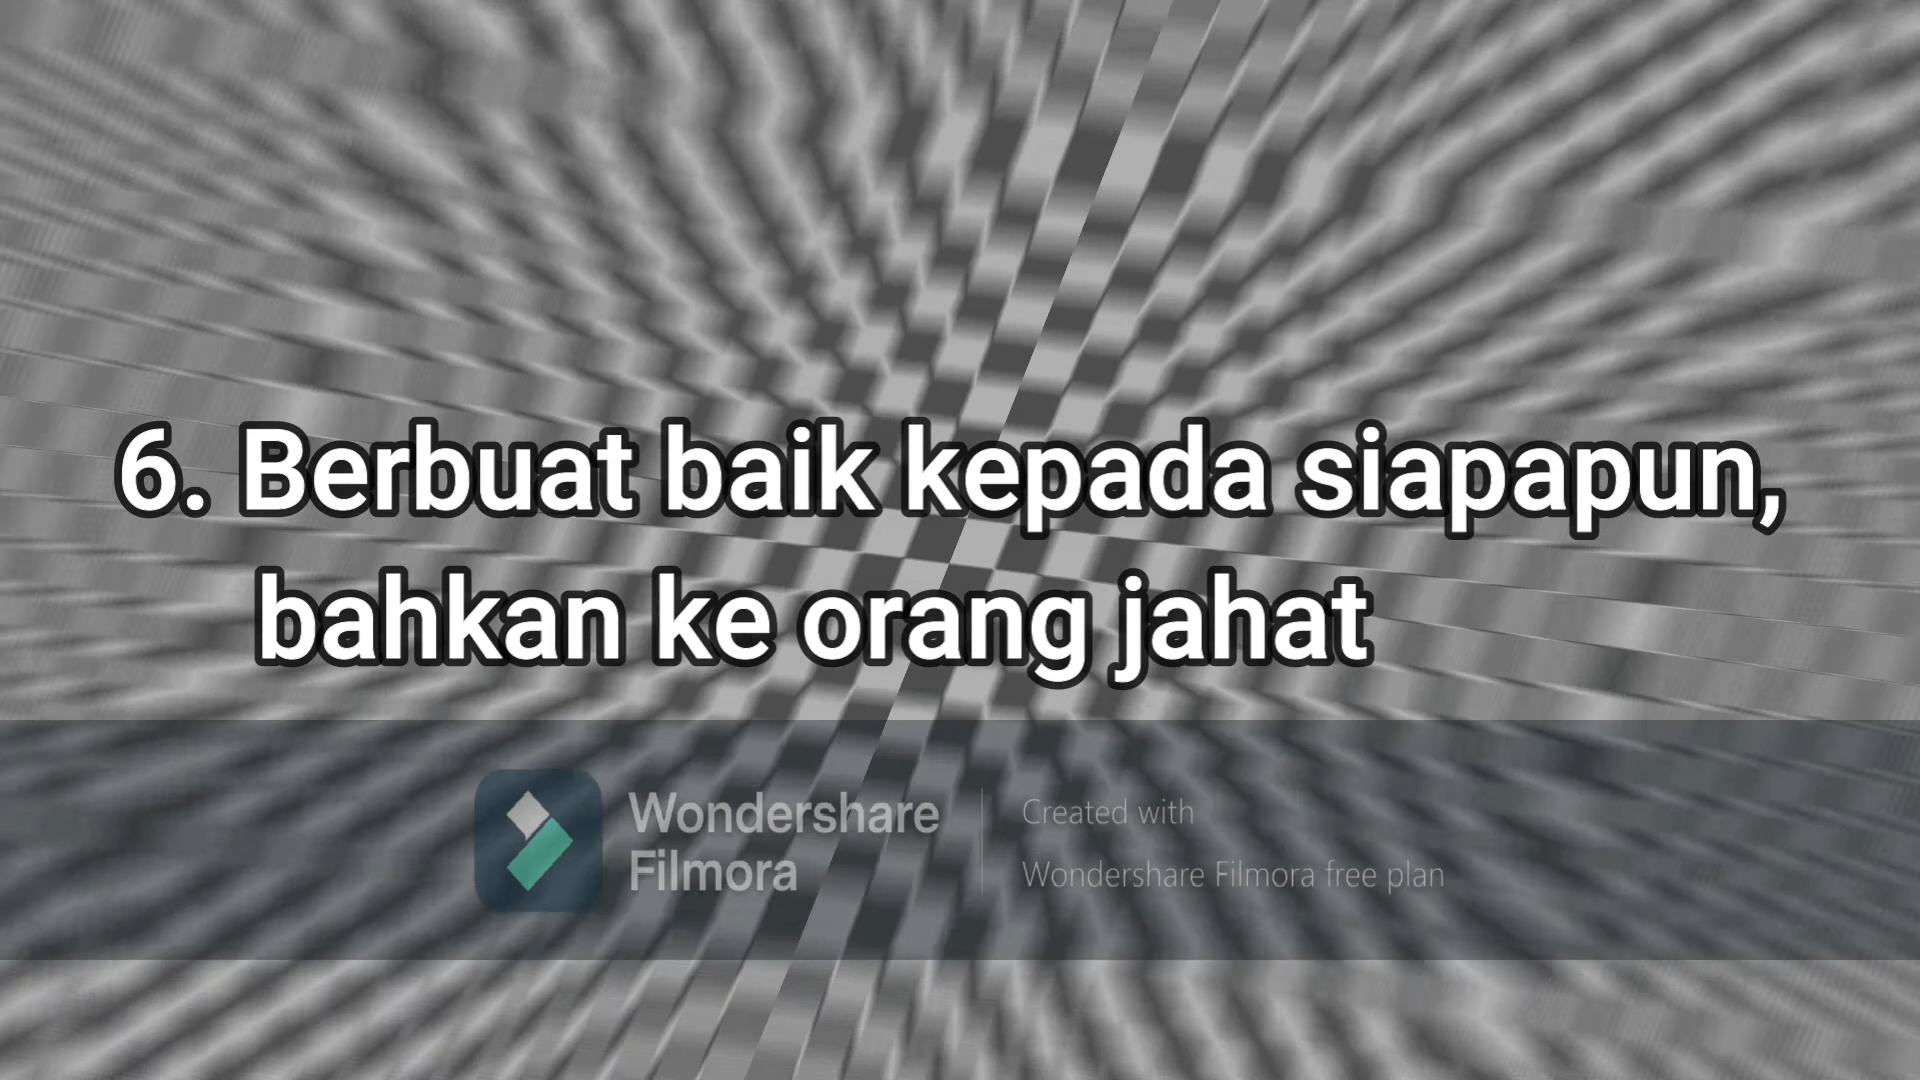 6. Berbuat baik kepada siapapun,
bahkan ke orang jahat
Wondershare
Filmora
Created with
Wondershare Filmora free plan